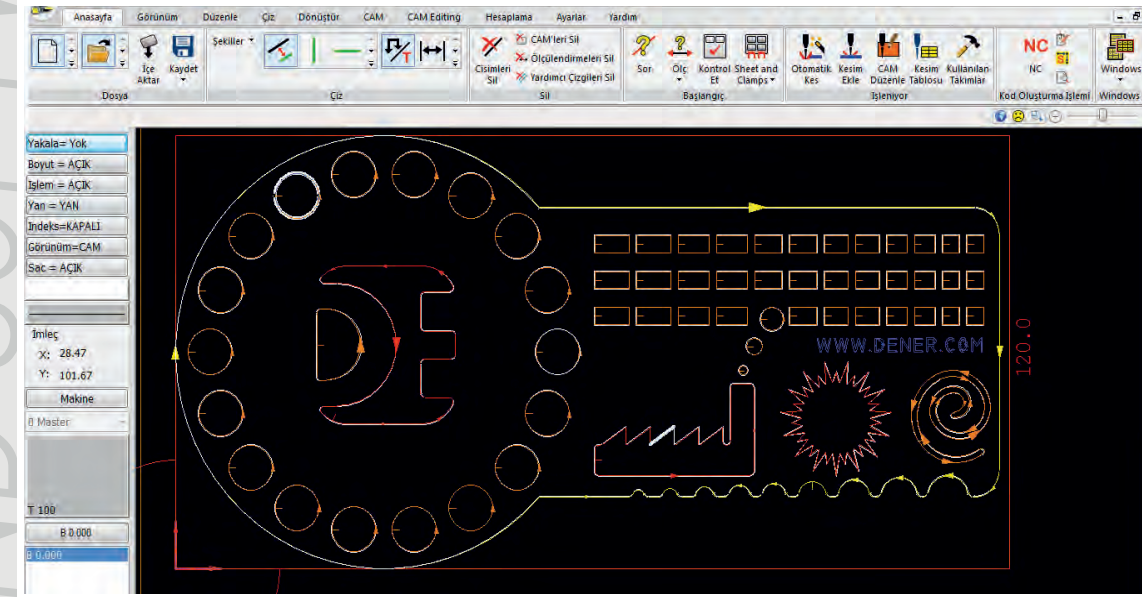 Anasayfa Görünüm Düzenle Çiz Dönüştür CAM CAM Editing Hesaplama Ayarlar Yardım
Şekiller
İçe Aktar
Kaydet
Dosya
Çiz
Cisimleri Sil
CAM'leri Sil
Ölçülendirmeleri Sil
Yardımcı Çizgileri Sil
Sil
Sor
Ölç
Kontrol Et
Sheet and Clamps
Başlangıç
Otomatik Kes
Kesim Ekle
CAM Düzenle
Kesim Tablosu
Kullanılan Takımlar
İşleniyor
NC
NC
Kod Oluşturma İşlemi
Windows
Windows
Yakala= Yok
Boyut = AÇIK
İşlem = AÇIK
Yan = YAN
Indeks=KAPALI
Görünüm=CAM
Sac = AÇIK
İmleç
X: 28.47
Y: 101.67
Makine
0 Master
T 100
B 0.000
B 0.000
WWW.DENER.COM
120.0